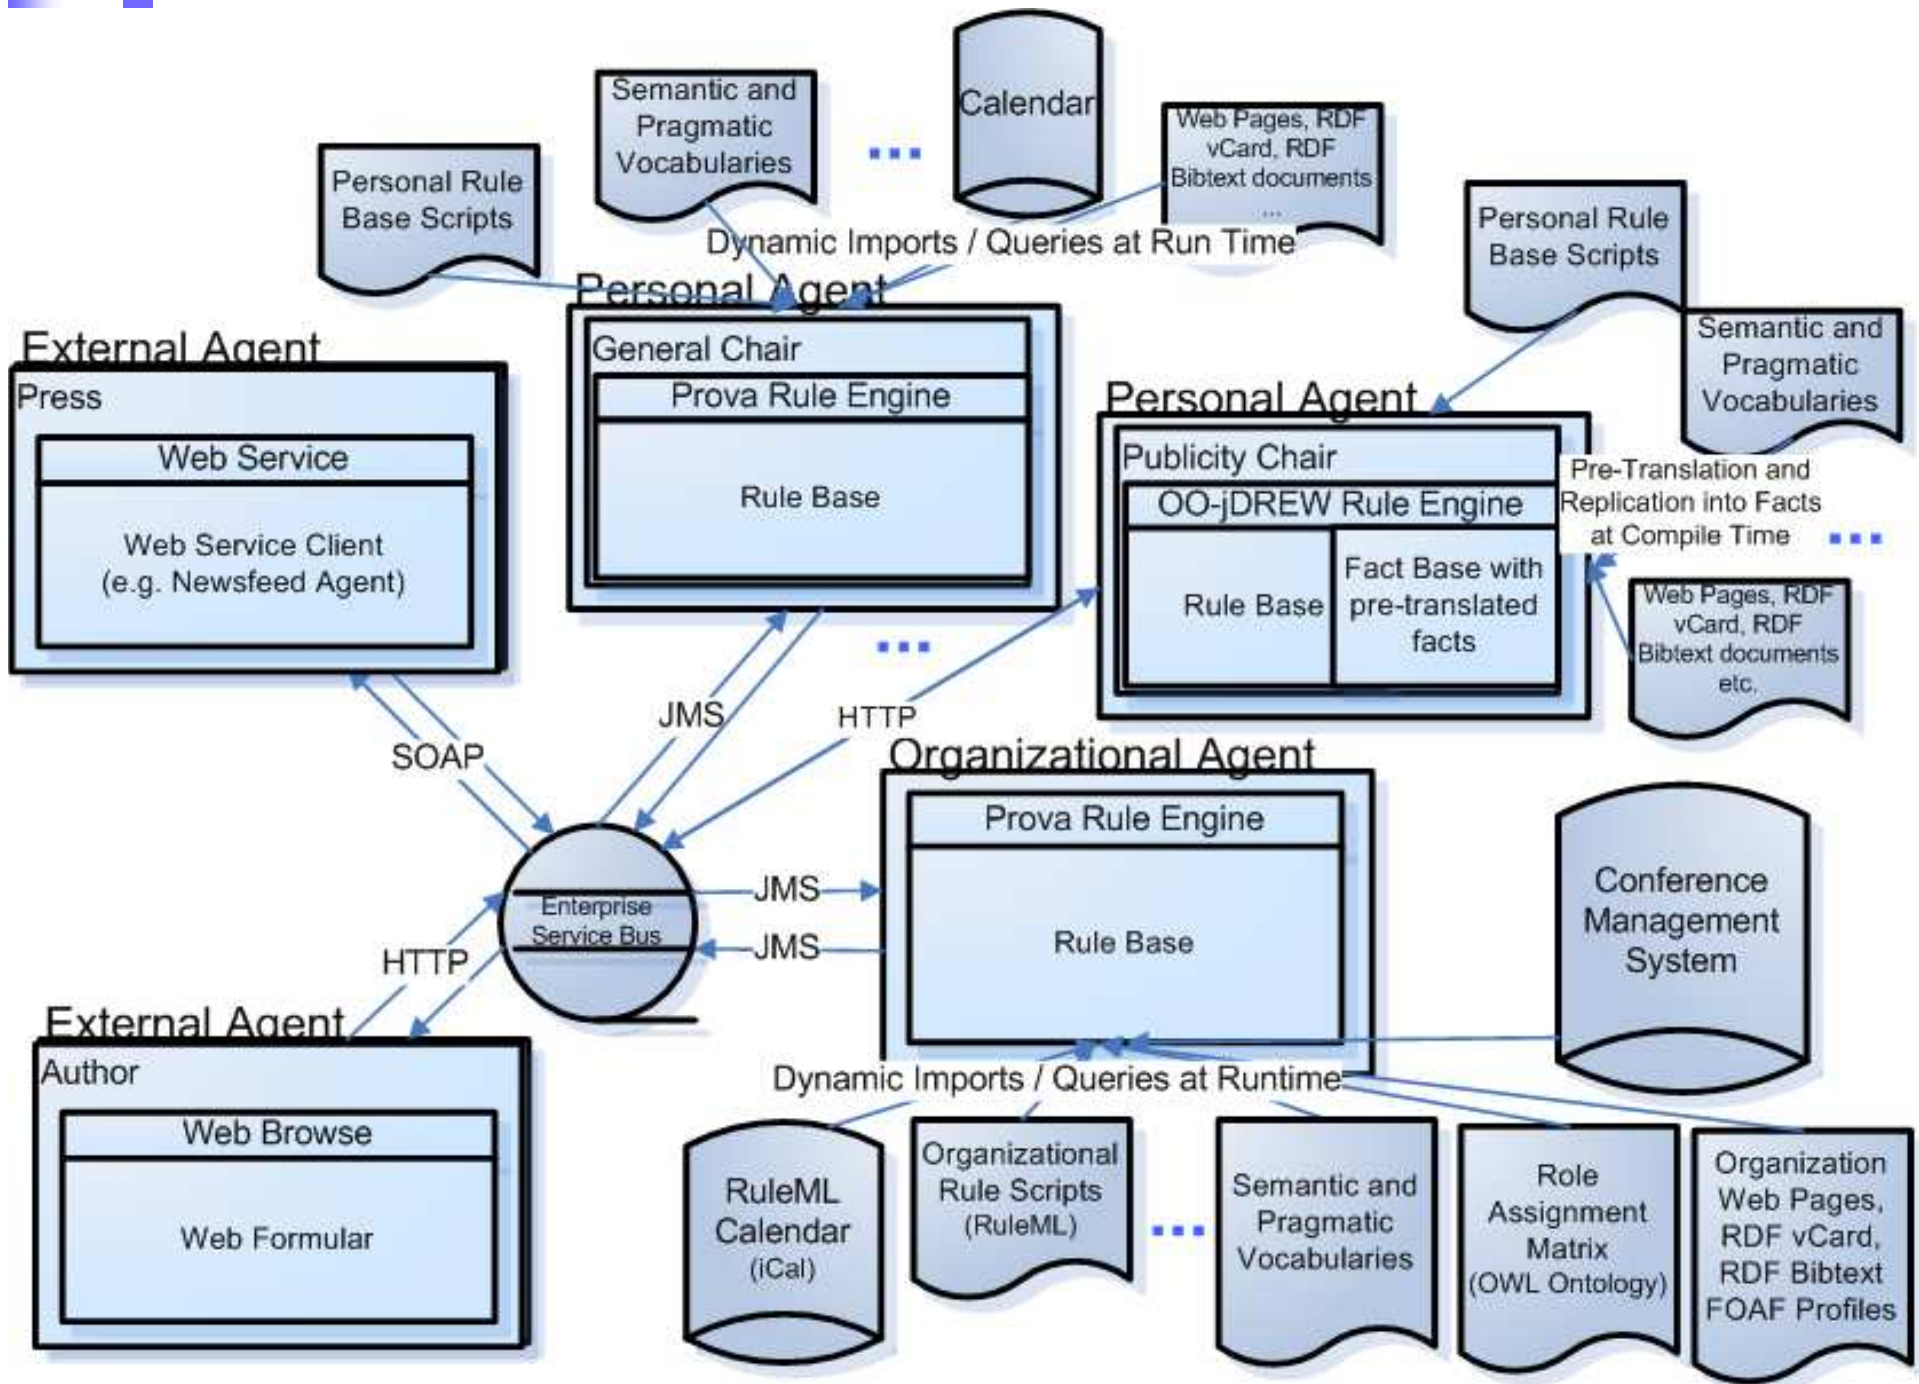 Calendar
Semantic and
Pragmatic
Vocabularies
...
Web Pages, RDF
vCard, RDF
Bibtext documents
...
Personal Rule
Base Scripts
Dynamic Imports / Queries at Run Time
Personal Rule
Base Scripts
Semantic and
Pragmatic
Vocabularies
External Agent
Press
Web Service
Web Service Client
(e.g. Newsfeed Agent)
Personal Agent
General Chair
Prova Rule Engine
Rule Base
...
Personal Agent
Publicity Chair
OO-jDREW Rule Engine
Rule Base
Fact Base with
pre-translated
facts
Pre-Translation and
Replication into Facts
at Compile Time
...
Web Pages, RDF
vCard, RDF
Bibtext documents
etc.
SOAP
JMS
HTTP
Enterprise
Service Bus
JMS
JMS
HTTP
Organizational Agent
Prova Rule Engine
Rule Base
Conference
Management
System
External Agent
Author
Web Browse
Web Formular
Dynamic Imports / Queries at Runtime
RuleML
Calendar
(iCal)
Organizational
Rule Scripts
(RuleML)
...
Semantic and
Pragmatic
Vocabularies
Role
Assignment
Matrix
(OWL Ontology)
Organization
Web Pages,
RDF vCard,
RDF Bibtext
FOAF Profiles